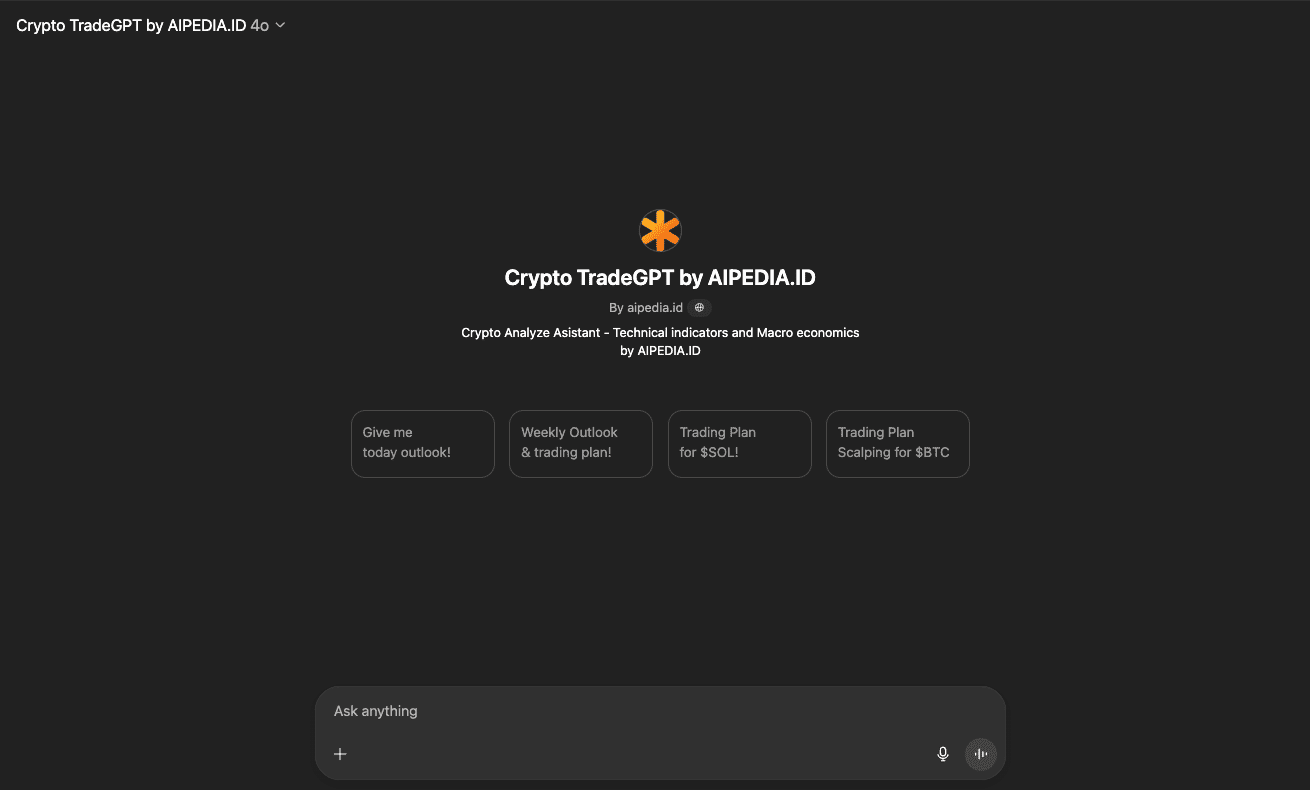 Crypto TradeGPT by AIPEDIA.ID 4o
Crypto TradeGPT by AIPEDIA.ID
By aipedia.id
Crypto Analyze Asistant - Technical indicators and Macro economics
by AIPEDIA.ID
Give me
today outlook!
Weekly Outlook
& trading plan!
Trading Plan
for $SOL!
Trading Plan
Scalping for $BTC
Ask anything